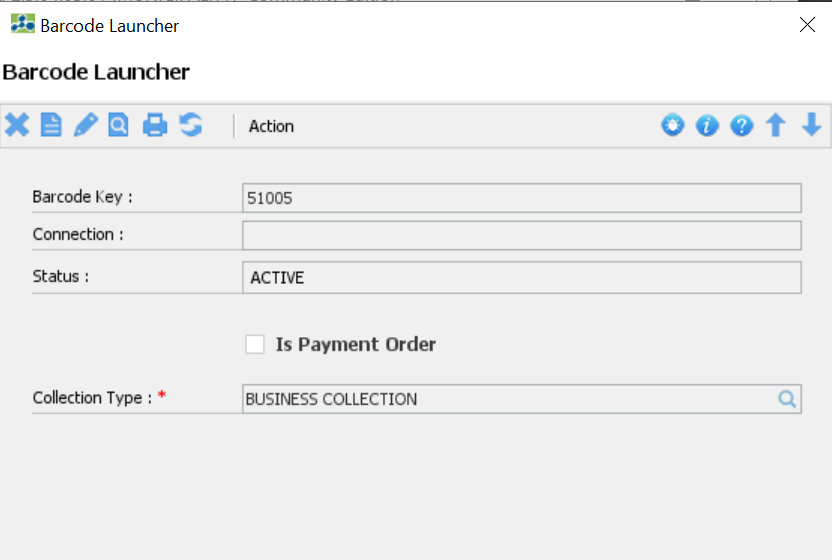 Barcode Launcher
Barcode Launcher
Action
Barcode Key : 51005
Connection :
Status : ACTIVE
Is Payment Order
Collection Type : * BUSINESS COLLECTION